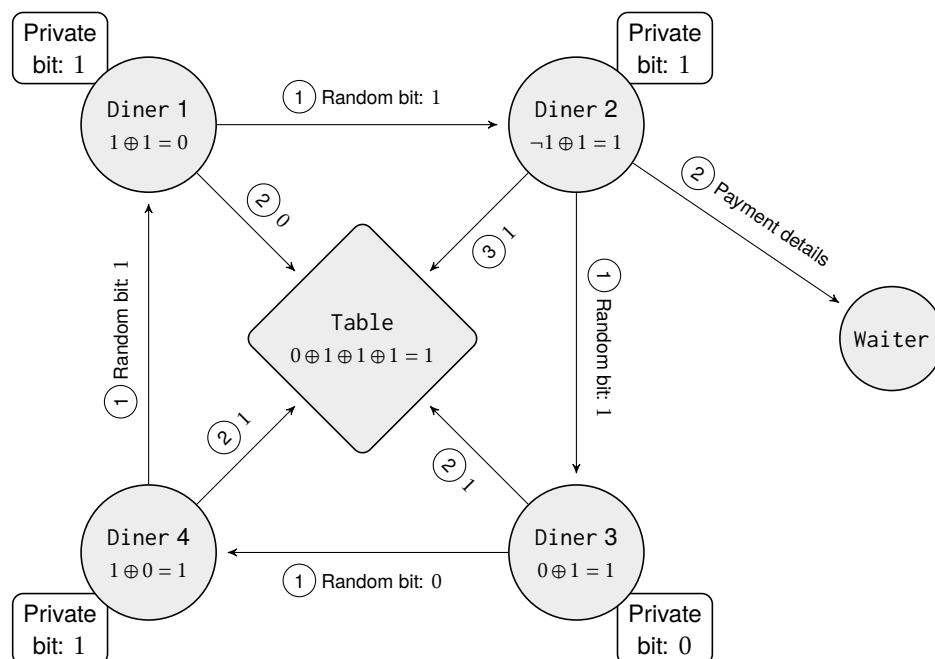 Private
bit: 1
Private
bit: 1
Diner 1
1 ⊕ 1 = 0
① Random bit: 1
Diner 2
¬1 ⊕ 1 = 1
② Payment details
② 0
③ 1
① Random bit: 1
① Random bit: 1
Table
0 ⊕ 1 ⊕ 1 ⊕ 1 = 1
Waiter
② 1
② 1
Diner 4
1 ⊕ 0 = 1
① Random bit: 0
Diner 3
0 ⊕ 1 = 1
Private
bit: 1
Private
bit: 0